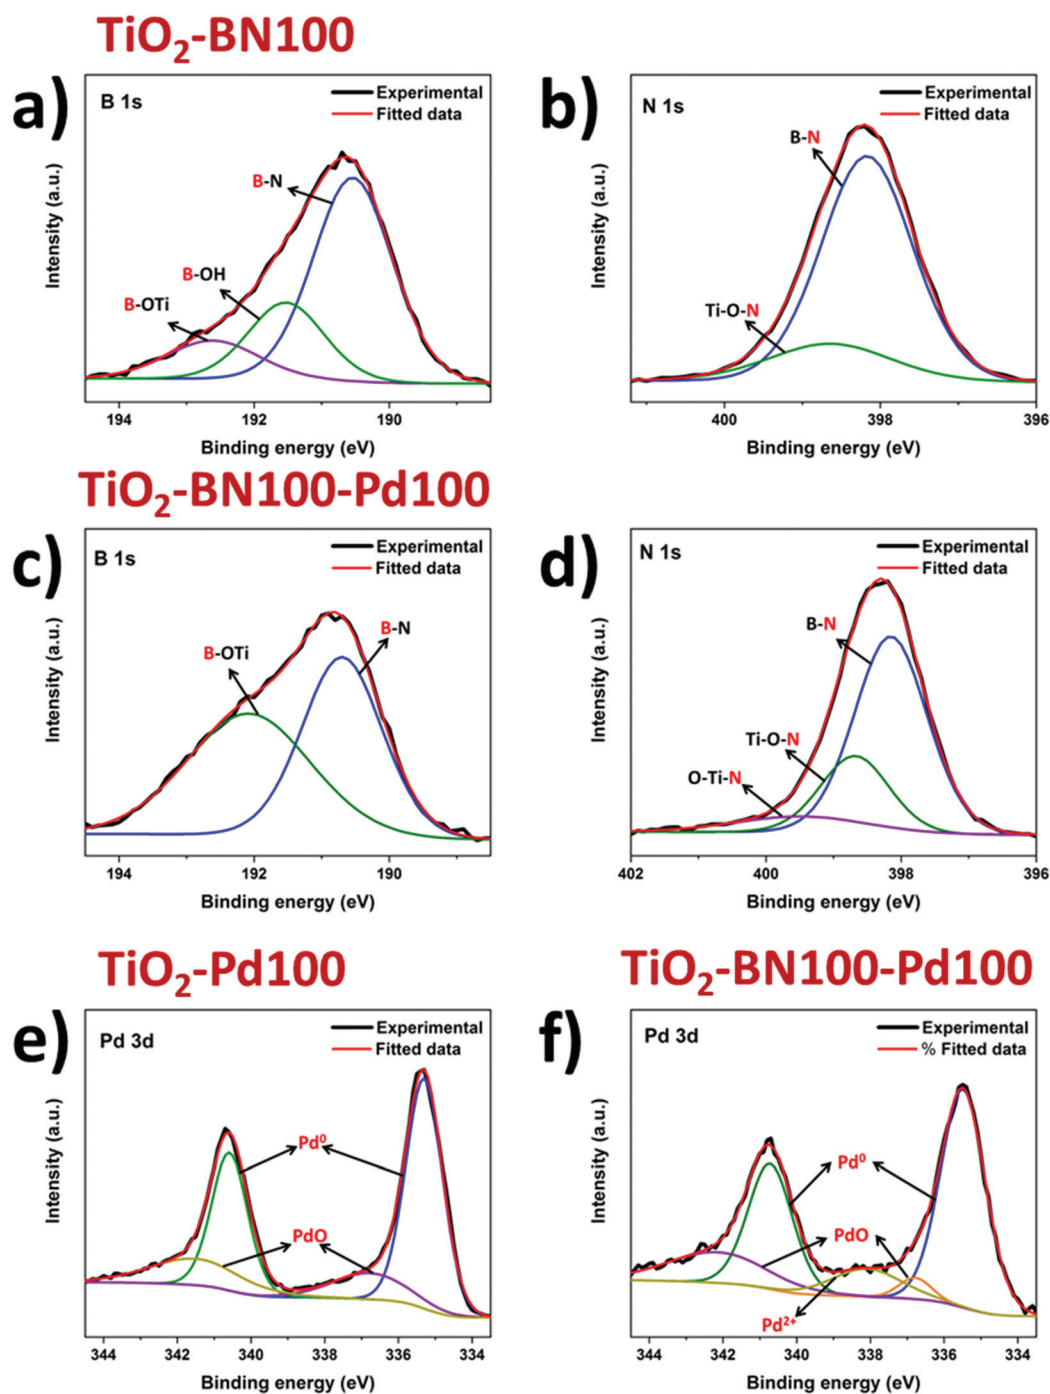 TiO₂-BN100
a)
B 1s
Experimental
Fitted data
B-N
B-OH
B-OTi
Intensity (a.u.)
194 192 190
Binding energy (eV)
b)
N 1s
Experimental
Fitted data
B-N
Ti-O-N
Intensity (a.u.)
400 398 396
Binding energy (eV)
TiO₂-BN100-Pd100
c)
B 1s
Experimental
Fitted data
B-N
B-OTi
Intensity (a.u.)
194 192 190
Binding energy (eV)
d)
N 1s
Experimental
Fitted data
B-N
Ti-O-N
O-Ti-N
Intensity (a.u.)
402 400 398 396
Binding energy (eV)
TiO₂-Pd100
e)
Pd 3d
Experimental
Fitted data
Pd⁰
PdO
Intensity (a.u.)
344 342 340 338 336 334
Binding energy (eV)
TiO₂-BN100-Pd100
f)
Pd 3d
Experimental
% Fitted data
Pd⁰
PdO
Pd²⁺
Intensity (a.u.)
344 342 340 338 336 334
Binding energy (eV)